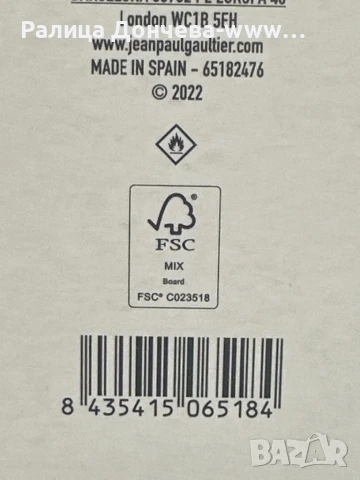 London WC1B 5FH
Ралица Дончева-www...
www.jeanpaulgaultier.com
MADE IN SPAIN - 65182476
© 2022
FSC
MIX
Board
FSC® C023518
8 435415 065184
BAZAR